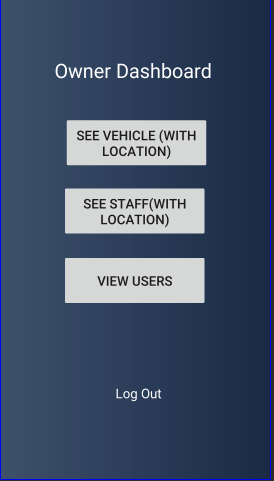 Owner Dashboard
SEE VEHICLE (WITH
LOCATION)
SEE STAFF(WITH
LOCATION)
VIEW USERS
Log Out